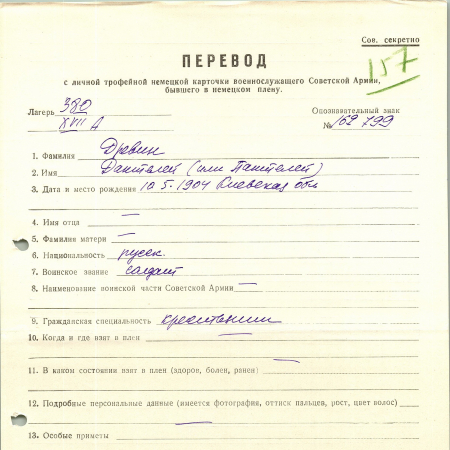 Сов. секретно
157
ПЕРЕВОД
с личной трофейной немецкой карточки военнослужащего Советской Армии,
бывшего в немецком плену.
Лагерь 380 Опознавательный знак
XVII A № 162 799
1. Фамилия Дрвин
2. Имя Дантелей (или Пантелей)
3. Дата и место рождения 10 5. 1904 Киевская обл
4. Имя отца —
5. Фамилия матери —
6. Национальность русск.
7. Воинское звание солдат
8. Наименование воинской части Советской Армии —
9. Гражданская специальность крестьянин
10. Когда и где взят в плен —
11. В каком состоянии взят в плен (здоров, болен, ранен) —
12. Подробные персональные данные (имеется фотография, оттиск пальцев, рост, цвет волос)
—
13. Особые приметы